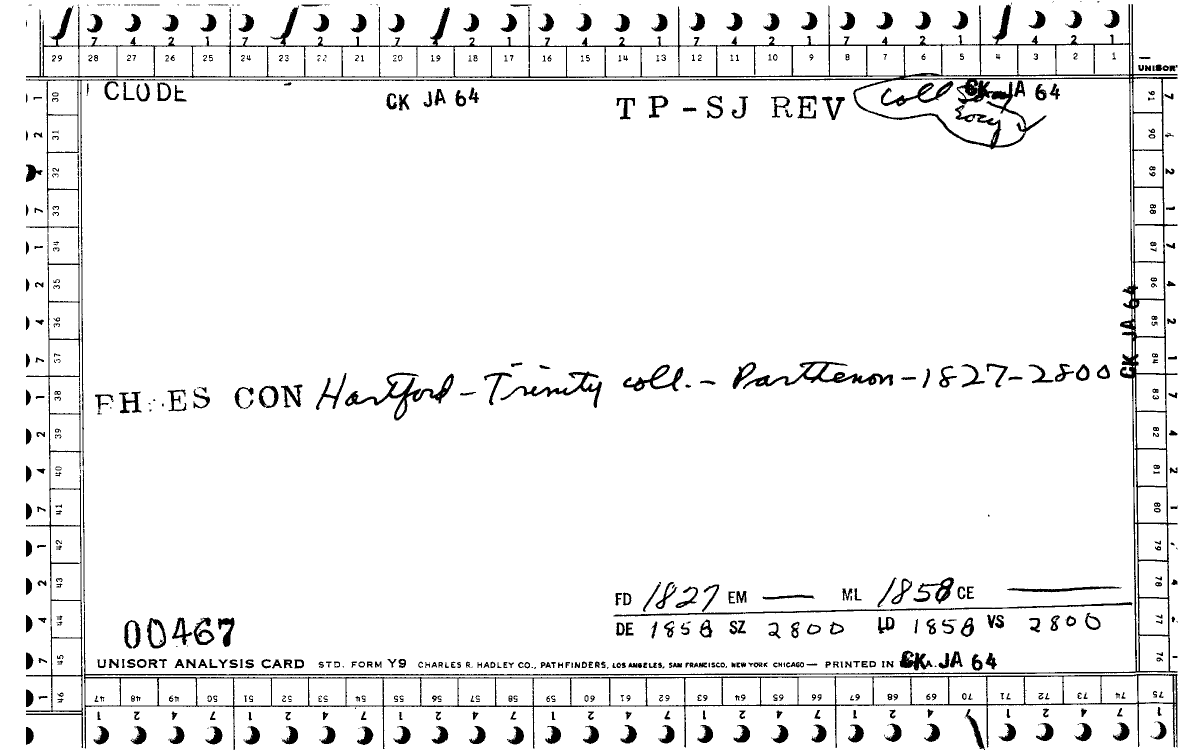 7 4 2 1 7 4 2 1 7 4 2 1 7 4 2 1 7 4 2 1 7 4 2 1 7 4 2 1
29 28 27 26 25 24 23 22 21 20 19 18 17 16 15 14 13 12 11 10 9 8 7 6 5 4 3 2 1
UNISORT
CLODE CK JA 64 TP-SJ REV coll CK JA 64
CK JA 64
ES CON Hartford - Trinity coll. - Parthenon - 1827 - 2800
FD 1827 EM — ML 1858 CE —
00467 DE 1858 SZ 2800 LD 1858 VS 2800
UNISORT ANALYSIS CARD STD. FORM Y9 CHARLES R. HADLEY CO., PATHFINDERS, LOS ANGELES, SAN FRANCISCO, NEW YORK CHICAGO — PRINTED IN CK JA 64
30 31 32 33 34 35 36 37 38 39 40 41 42 43 44 45 46
91 90 89 88 87 86 85 84 83 82 81 80 79 78 77 76
47 48 49 50 51 52 53 54 55 56 57 58 59 60 61 62 63 64 65 66 67 68 69 70 71 72 73 74 75